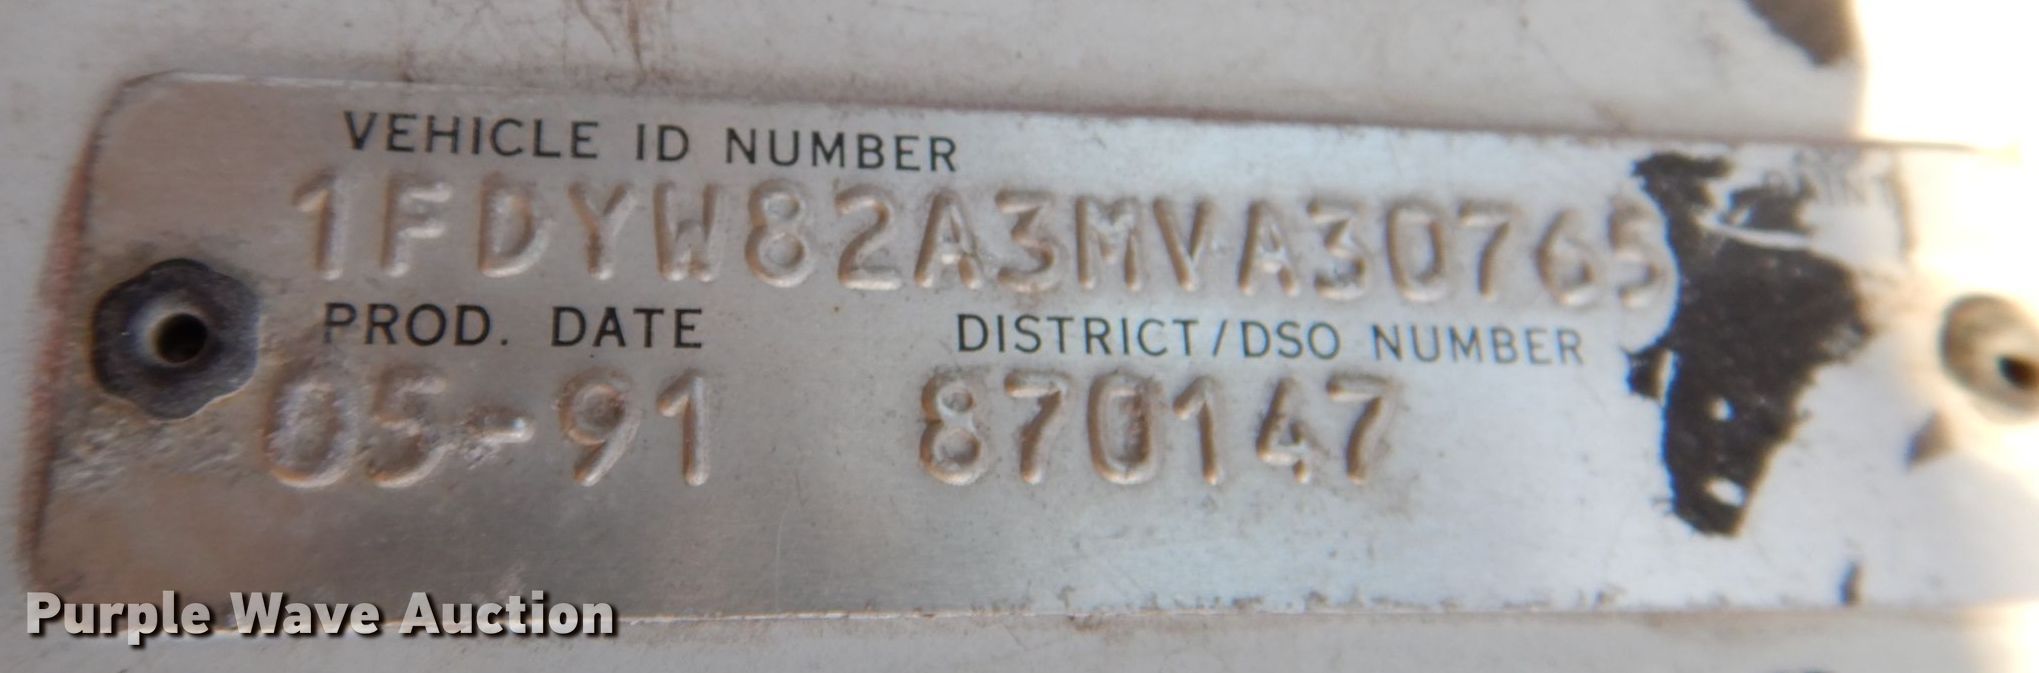 VEHICLE ID NUMBER
1FDYW82A3MVA30765
PROD. DATE DISTRICT/DSO NUMBER
05-91 870147
Purple Wave Auction